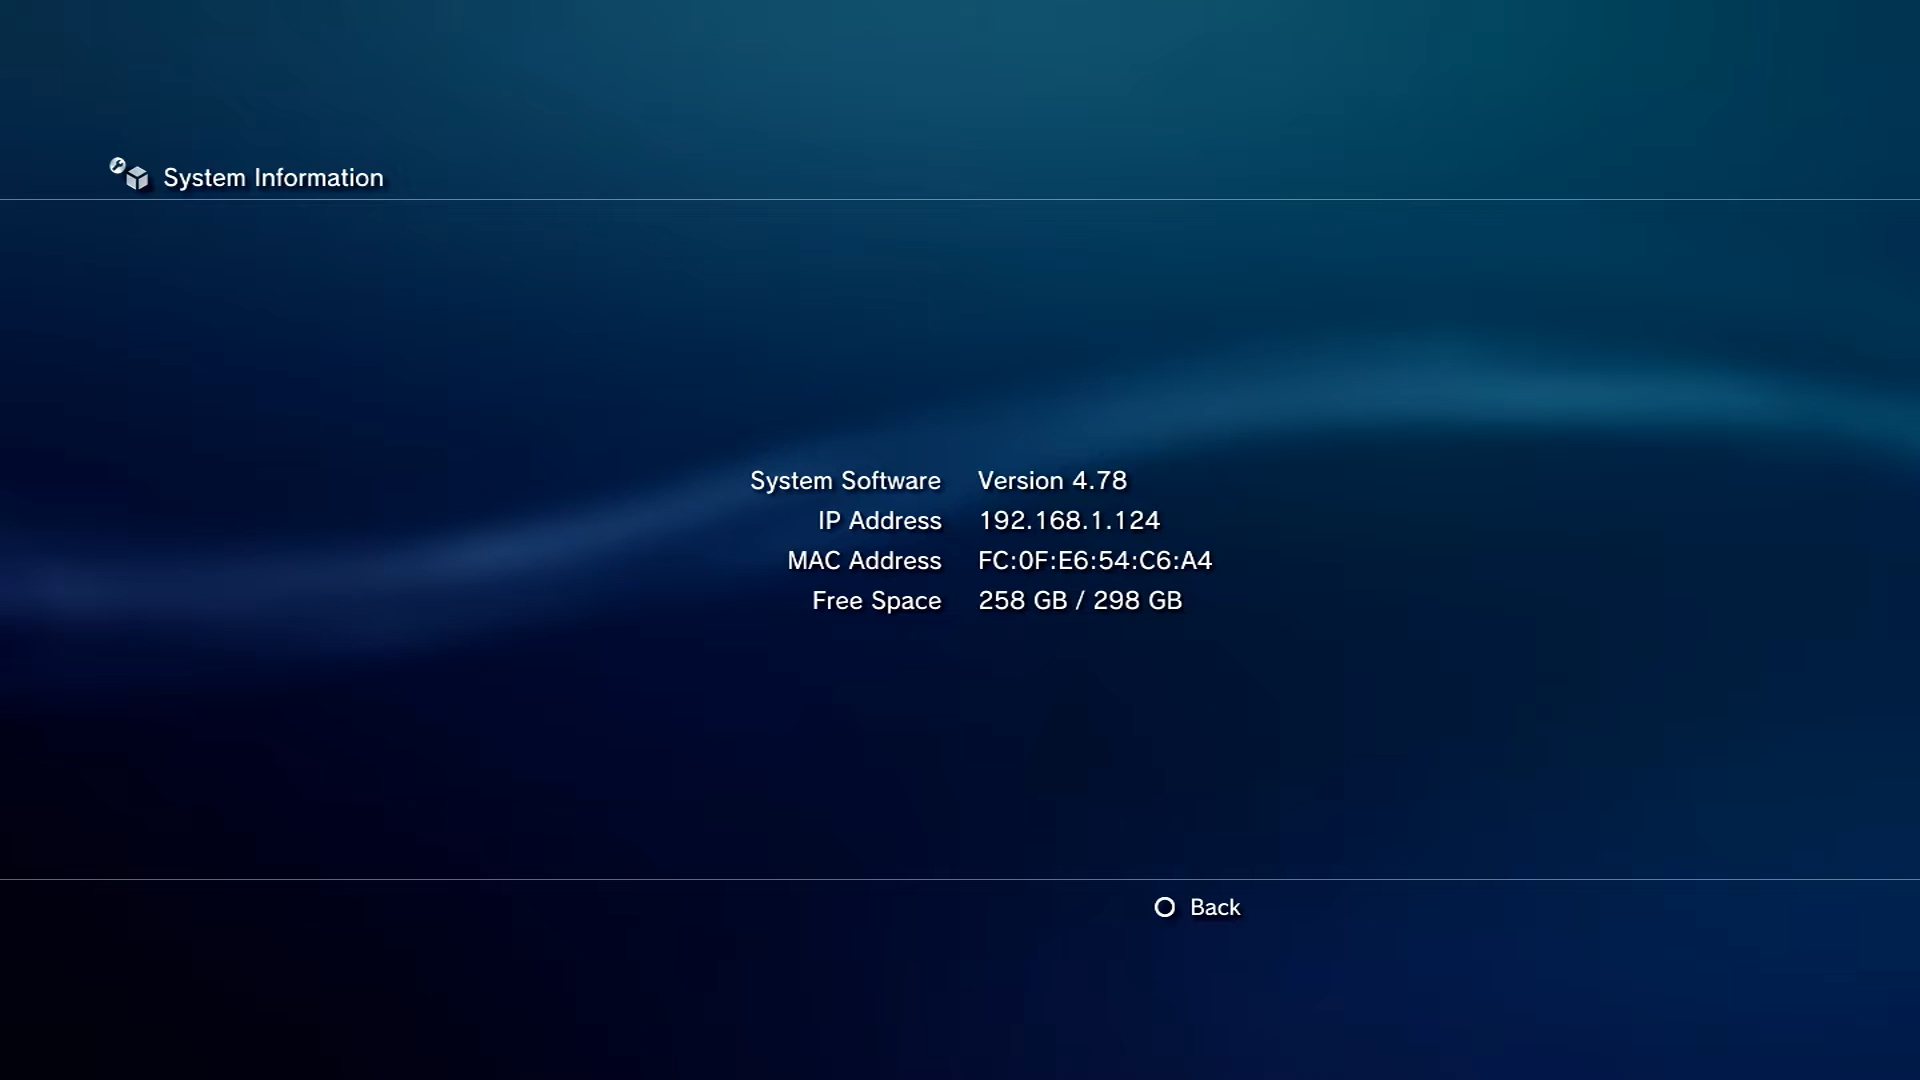 System Information
System Software Version 4.78
IP Address 192.168.1.124
MAC Address FC:0F:E6:54:C6:A4
Free Space 258 GB / 298 GB
Back